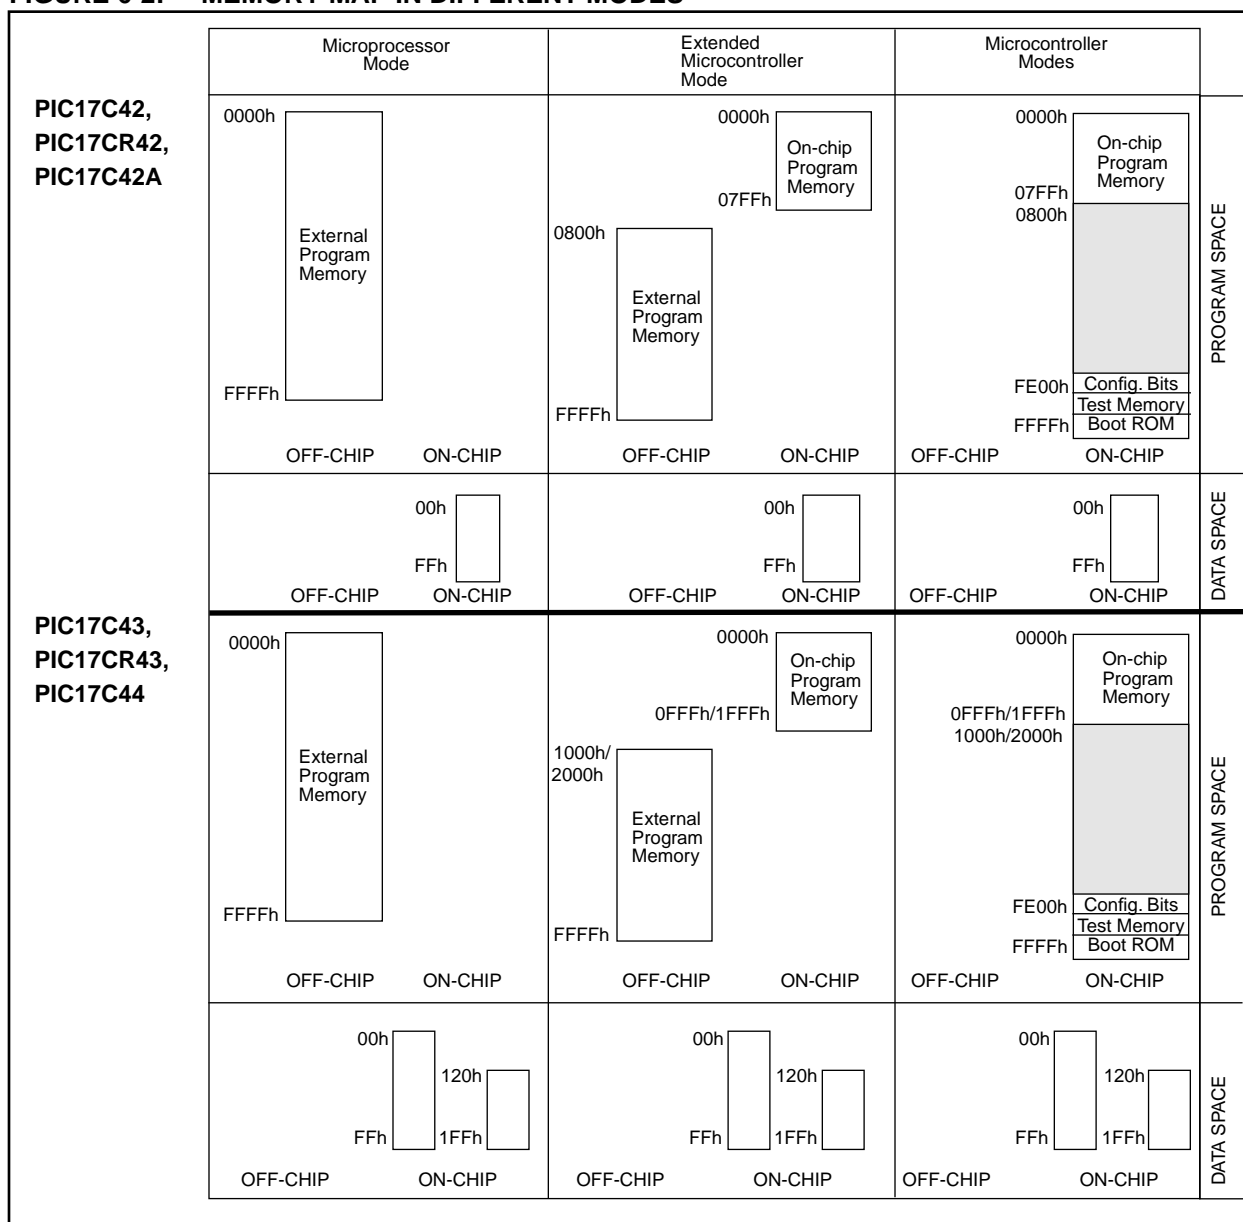 FIGURE 6-2: MEMORY MAP IN DIFFERENT MODES
Microprocessor
Mode
Extended
Microcontroller
Mode
Microcontroller
Modes
PIC17C42,
PIC17CR42,
PIC17C42A
0000h
External
Program
Memory
FFFFh
OFF-CHIP ON-CHIP
0000h
On-chip
Program
Memory
07FFh
0800h
External
Program
Memory
FFFFh
OFF-CHIP ON-CHIP
0000h
On-chip
Program
Memory
07FFh
0800h
FE00h Config. Bits
Test Memory
FFFFh Boot ROM
OFF-CHIP ON-CHIP
PROGRAM SPACE
00h
FFh
OFF-CHIP ON-CHIP
00h
FFh
OFF-CHIP ON-CHIP
00h
FFh
OFF-CHIP ON-CHIP
DATA SPACE
PIC17C43,
PIC17CR43,
PIC17C44
0000h
External
Program
Memory
FFFFh
OFF-CHIP ON-CHIP
0000h
On-chip
Program
Memory
0FFFh/1FFFh
1000h/
2000h
External
Program
Memory
FFFFh
OFF-CHIP ON-CHIP
0000h
On-chip
Program
Memory
0FFFh/1FFFh
1000h/2000h
FE00h Config. Bits
Test Memory
FFFFh Boot ROM
OFF-CHIP ON-CHIP
PROGRAM SPACE
00h
120h
FFh 1FFh
OFF-CHIP ON-CHIP
00h
120h
FFh 1FFh
OFF-CHIP ON-CHIP
00h
120h
FFh 1FFh
OFF-CHIP ON-CHIP
DATA SPACE